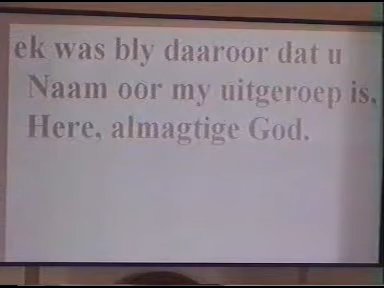 ek was bly daaroor dat u
Naam oor my uitgeroep is,
Here, almagtige God.